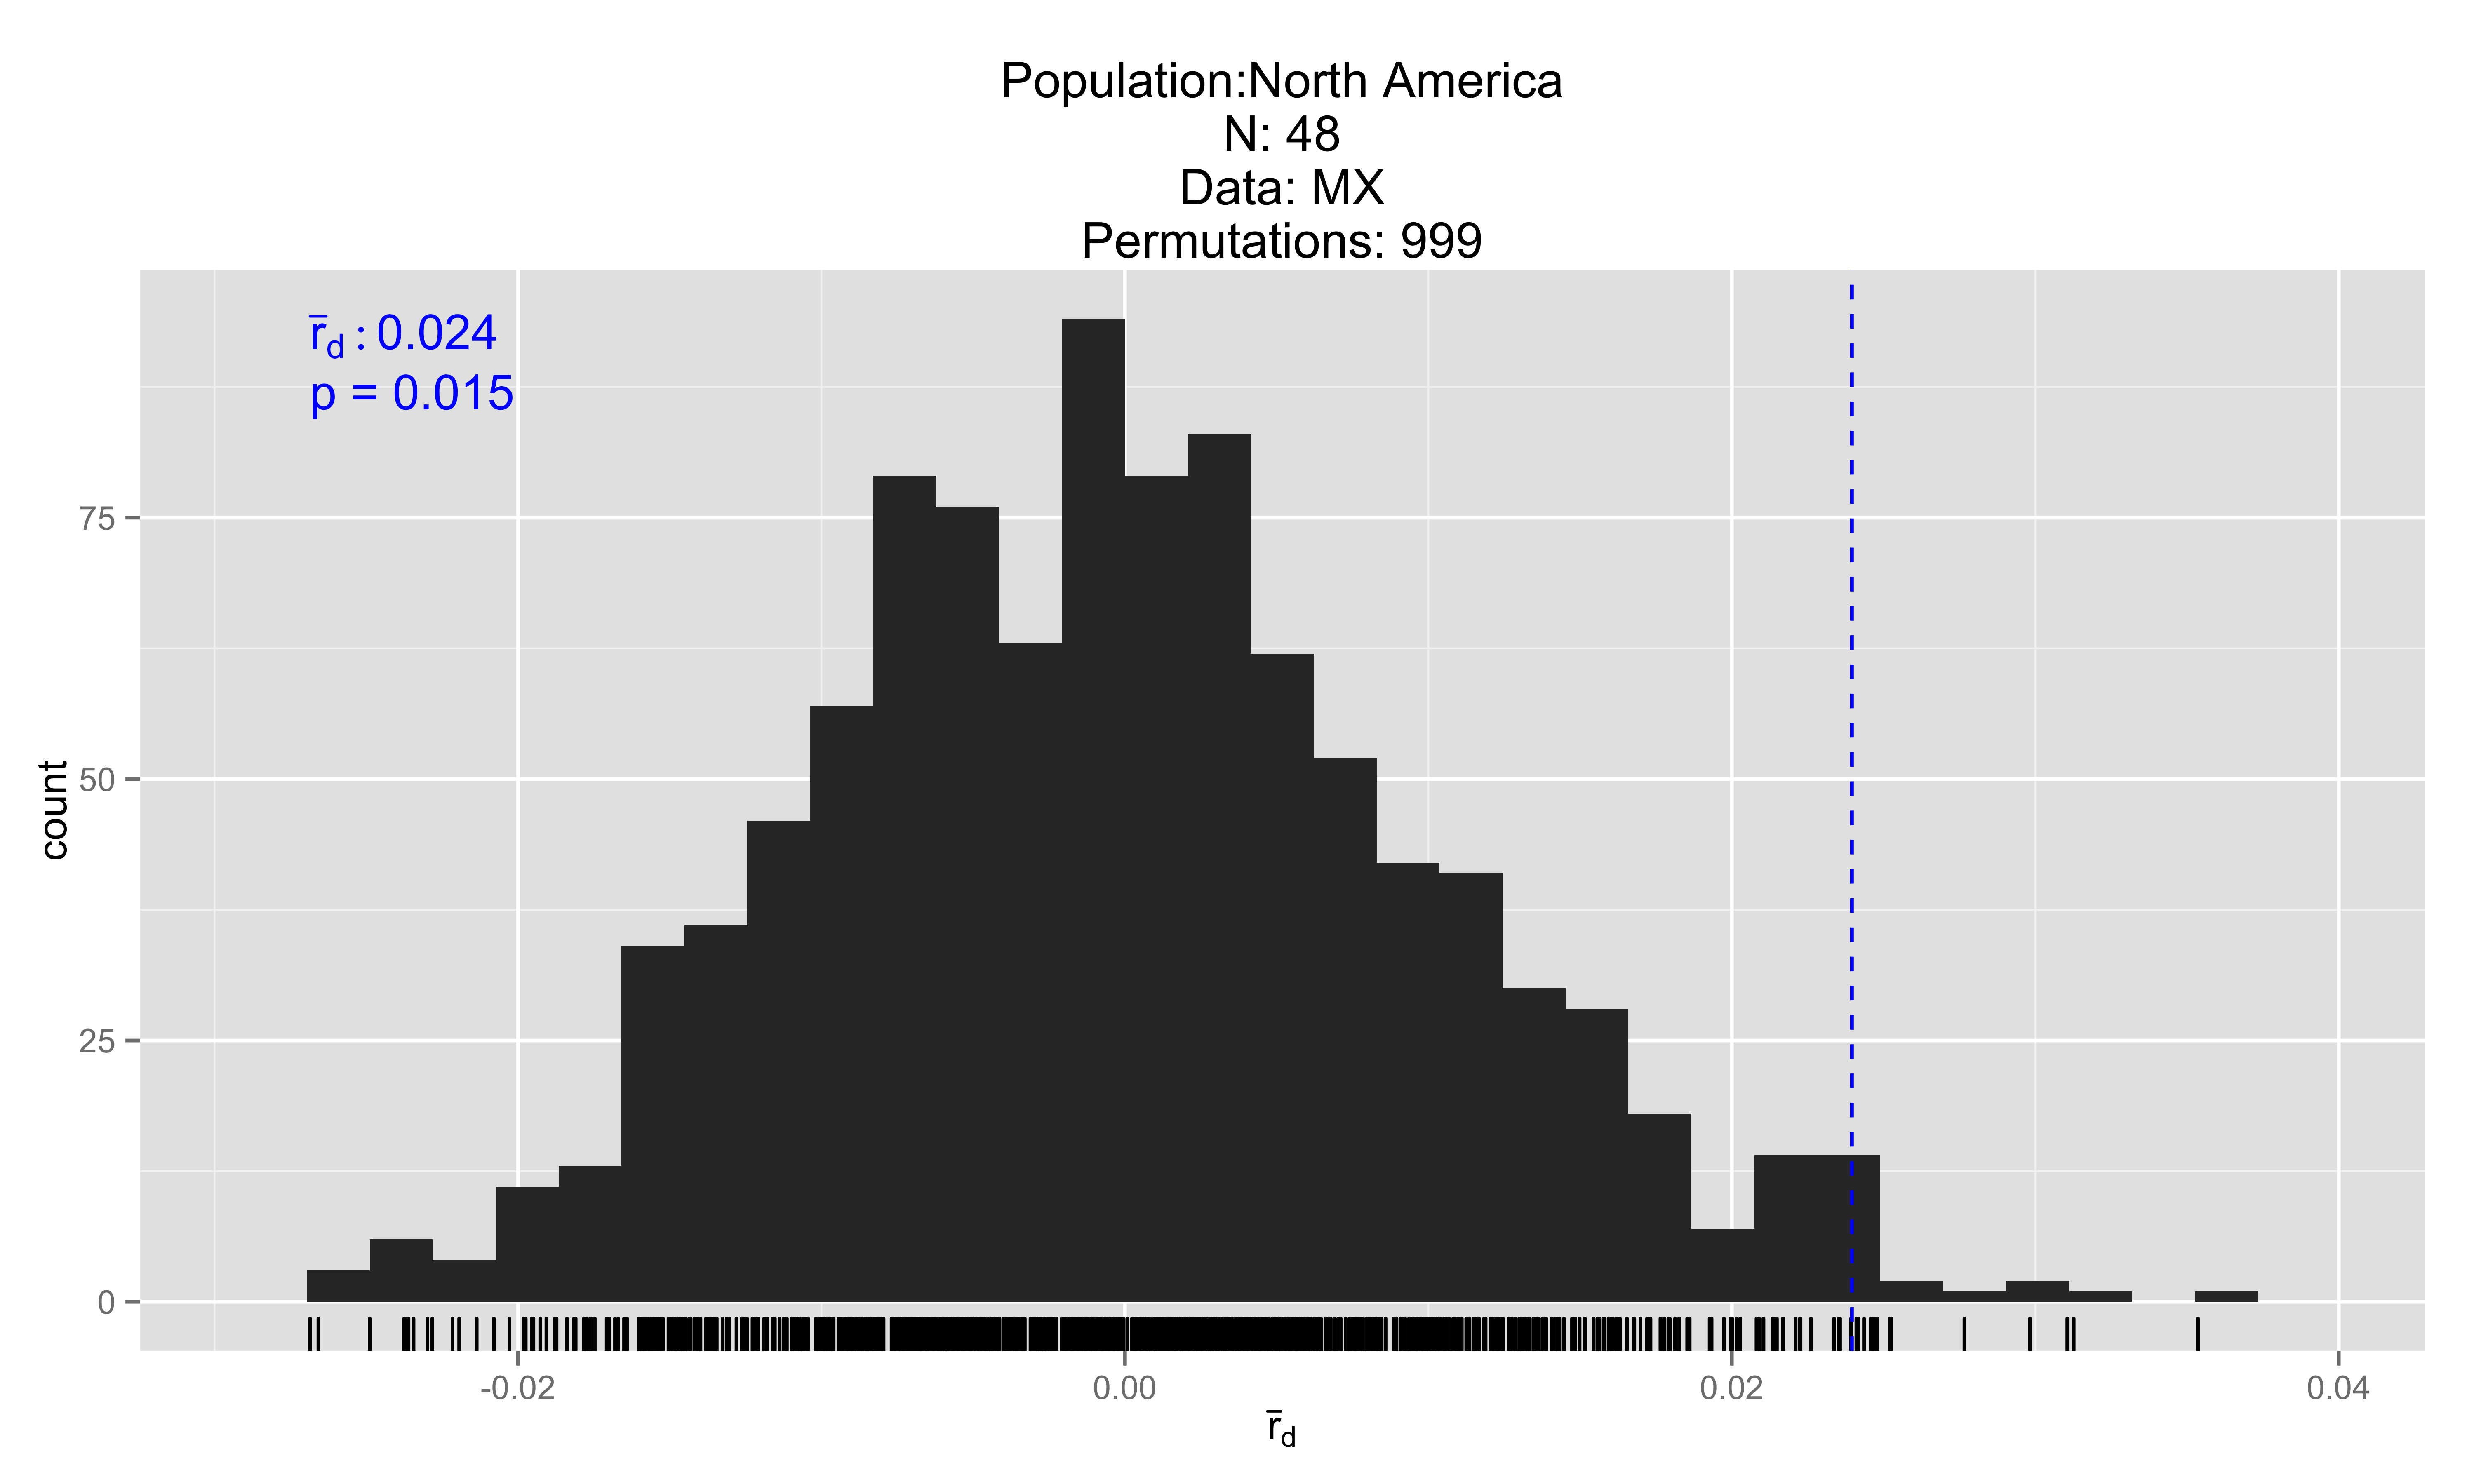 Population:North America
N: 48
Data: MX
Permutations: 999
r̄d : 0.024
p = 0.015
75
50
25
0
count
-0.02 0.00 0.02 0.04
r̄d